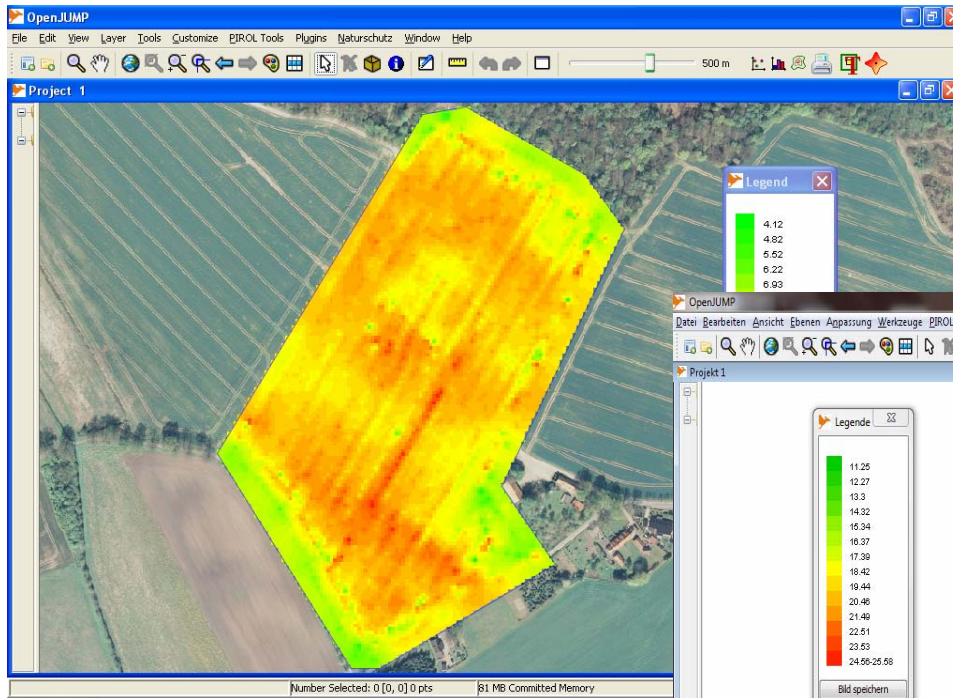 OpenJUMP
File Edit View Layer Tools Customize PIROL Tools Plugins Naturschutz Window Help
500 m
Project 1
Legend
4.12
4.82
5.52
6.22
6.93
OpenJUMP
Datei Bearbeiten Ansicht Ebenen Anpassung Werkzeuge PIROL
Projekt 1
Legende
11.25
12.27
13.3
14.32
15.34
16.37
17.39
18.42
19.44
20.46
21.49
22.51
23.53
24.56-25.58
Bild speichern
Number Selected: 0 [0, 0] 0 pts
81 MB Committed Memory